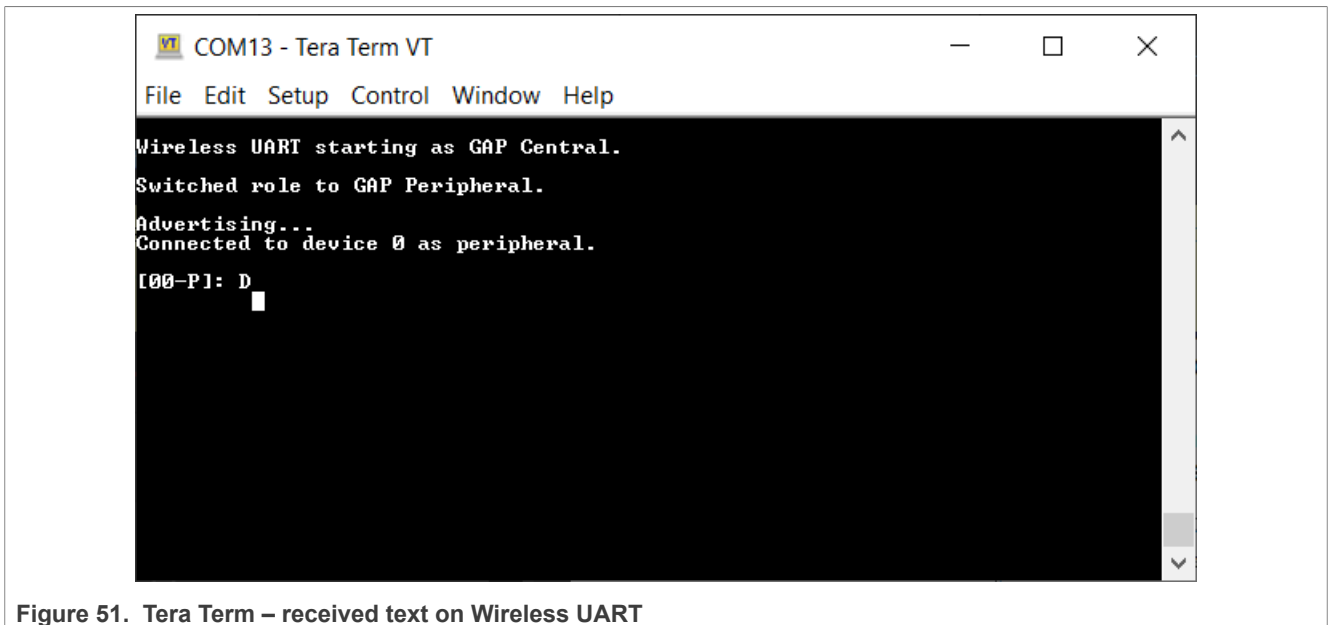 COM13 - Tera Term VT
File Edit Setup Control Window Help
Wireless UART starting as GAP Central.
Switched role to GAP Peripheral.
Advertising...
Connected to device 0 as peripheral.
[00-P]: D
Figure 51. Tera Term – received text on Wireless UART